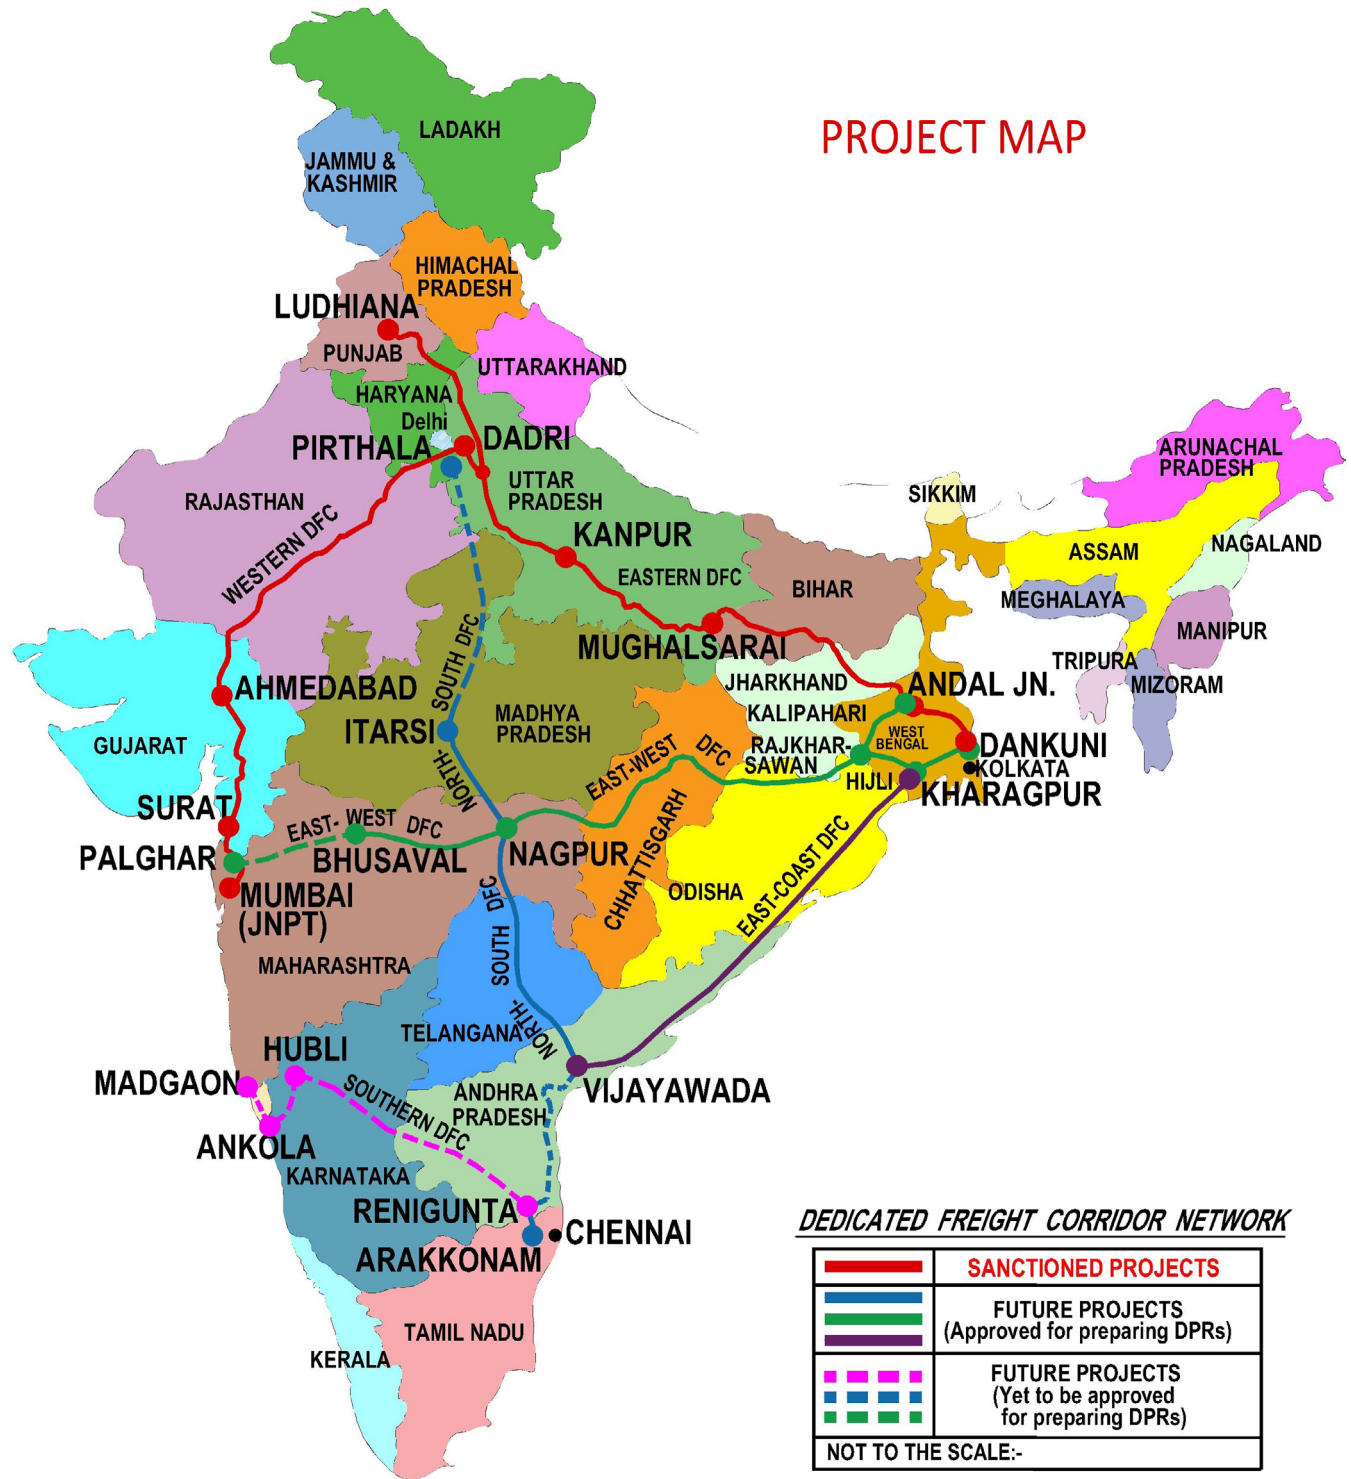 PROJECT MAP
LADAKH
JAMMU &
KASHMIR
HIMACHAL
PRADESH
LUDHIANA
PUNJAB
UTTARAKHAND
HARYANA
Delhi
PIRTHALA
DADRI
UTTAR
PRADESH
RAJASTHAN
WESTERN DFC
KANPUR
EASTERN DFC
BIHAR
SIKKIM
ARUNACHAL
PRADESH
ASSAM
NAGALAND
MEGHALAYA
MANIPUR
TRIPURA
MIZORAM
MUGHALSARAI
JHARKHAND
ANDAL JN.
KALIPAHARI
WEST
BENGAL
RAJKHAR-
SAWAN
DANKUNI
KOLKATA
HIJLI
KHARAGPUR
AHMEDABAD
GUJARAT
ITARSI
MADHYA
PRADESH
NORTH-
SOUTH DFC
EAST-WEST
DFC
SURAT
PALGHAR
EAST-
WEST
DFC
BHUSAVAL
NAGPUR
MUMBAI
(JNPT)
CHHATTISGARH
ODISHA
EAST-COAST DFC
MAHARASHTRA
NORTH-
SOUTH
DFC
TELANGANA
HUBLI
MADGAON
SOUTHERN DFC
ANKOLA
ANDHRA
PRADESH
VIJAYAWADA
KARNATAKA
RENIGUNTA
CHENNAI
ARAKKONAM
TAMIL NADU
KERALA
DEDICATED FREIGHT CORRIDOR NETWORK
SANCTIONED PROJECTS
FUTURE PROJECTS
(Approved for preparing DPRs)
FUTURE PROJECTS
(Yet to be approved
for preparing DPRs)
NOT TO THE SCALE:-